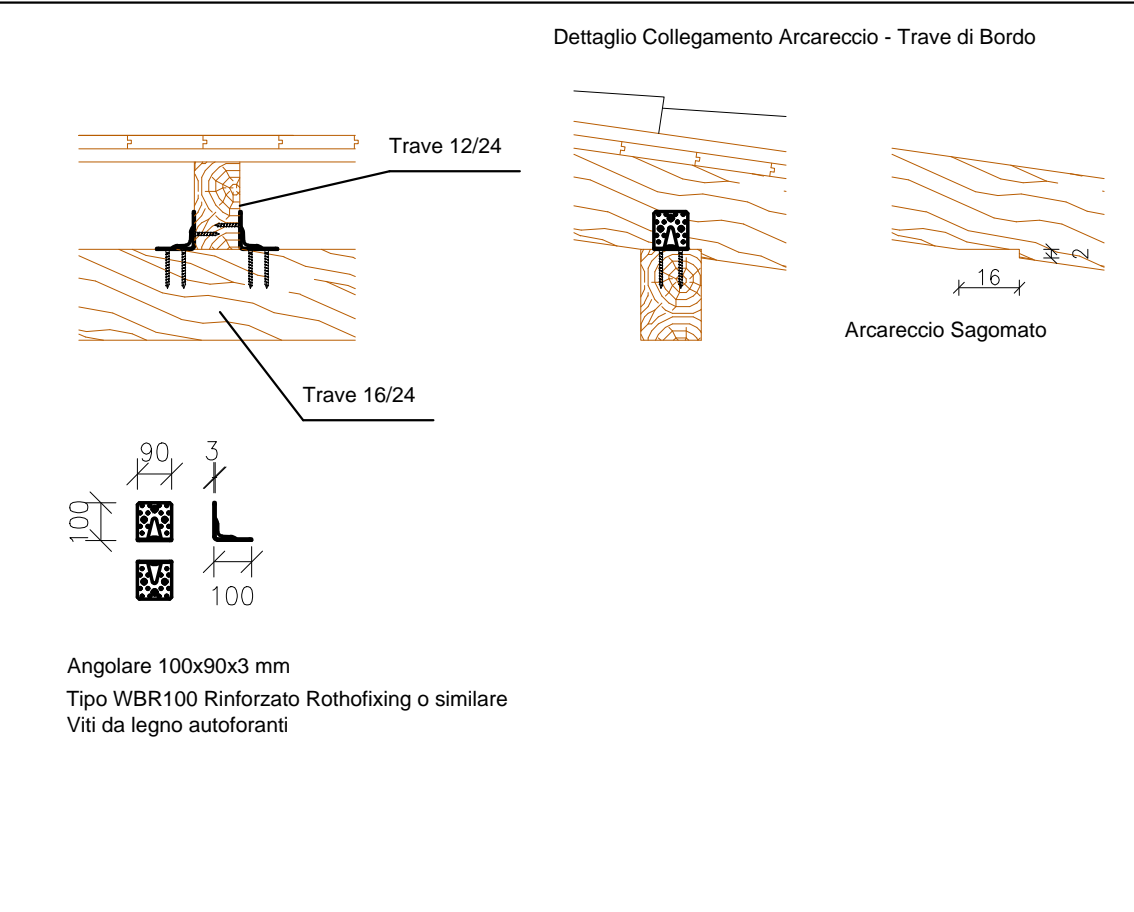 Dettaglio Collegamento Arcareccio - Trave di Bordo
Trave 12/24
16
2
Arcareccio Sagomato
Trave 16/24
90
3
100
100
Angolare 100x90x3 mm
Tipo WBR100 Rinforzato Rothofixing o similare
Viti da legno autoforanti